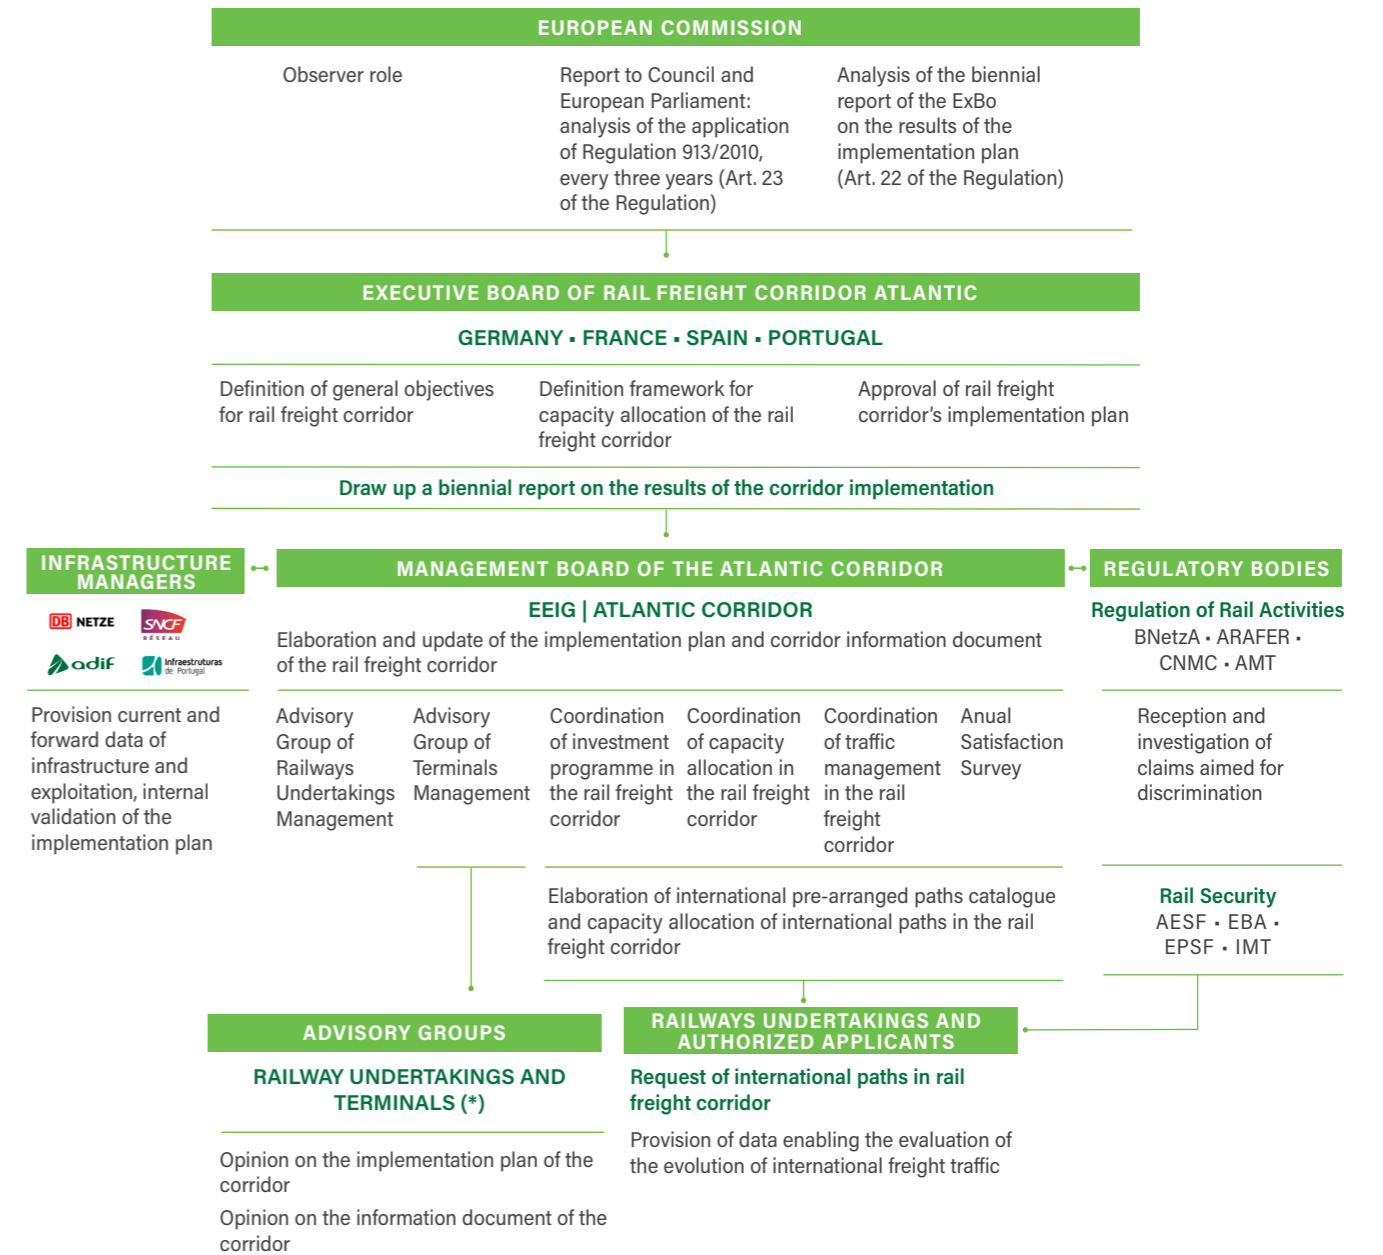 EUROPEAN COMMISSION
Observer role
Report to Council and
European Parliament:
analysis of the application
of Regulation 913/2010,
every three years (Art. 23
of the Regulation)
Analysis of the biennial
report of the ExBo
on the results of the
implementation plan
(Art. 22 of the Regulation)
EXECUTIVE BOARD OF RAIL FREIGHT CORRIDOR ATLANTIC
GERMANY ▪ FRANCE ▪ SPAIN ▪ PORTUGAL
Definition of general objectives
for rail freight corridor
Definition framework for
capacity allocation of the rail
freight corridor
Approval of rail freight
corridor's implementation plan
Draw up a biennial report on the results of the corridor implementation
INFRASTRUCTURE
MANAGERS
DB NETZE
SNCF
RÉSEAU
adif
Infraestruturas
de Portugal
Provision current and
forward data of
infrastructure and
exploitation, internal
validation of the
implementation plan
MANAGEMENT BOARD OF THE ATLANTIC CORRIDOR
EEIG | ATLANTIC CORRIDOR
Elaboration and update of the implementation plan and corridor information document
of the rail freight corridor
Advisory
Group of
Railways
Undertakings
Management
Advisory
Group of
Terminals
Management
Coordination
of investment
programme in
the rail freight
corridor
Coordination
of capacity
allocation in
the rail freight
corridor
Coordination
of traffic
management
in the rail
freight
corridor
Anual
Satisfaction
Survey
Elaboration of international pre-arranged paths catalogue
and capacity allocation of international paths in the rail
freight corridor
REGULATORY BODIES
Regulation of Rail Activities
BNetzA ▪ ARAFER ▪
CNMC ▪ AMT
Reception and
investigation of
claims aimed for
discrimination
Rail Security
AESF ▪ EBA ▪
EPSF ▪ IMT
ADVISORY GROUPS
RAILWAY UNDERTAKINGS AND
TERMINALS (*)
Opinion on the implementation plan of the
corridor
Opinion on the information document of the
corridor
RAILWAYS UNDERTAKINGS AND
AUTHORIZED APPLICANTS
Request of international paths in rail
freight corridor
Provision of data enabling the evaluation of
the evolution of international freight traffic